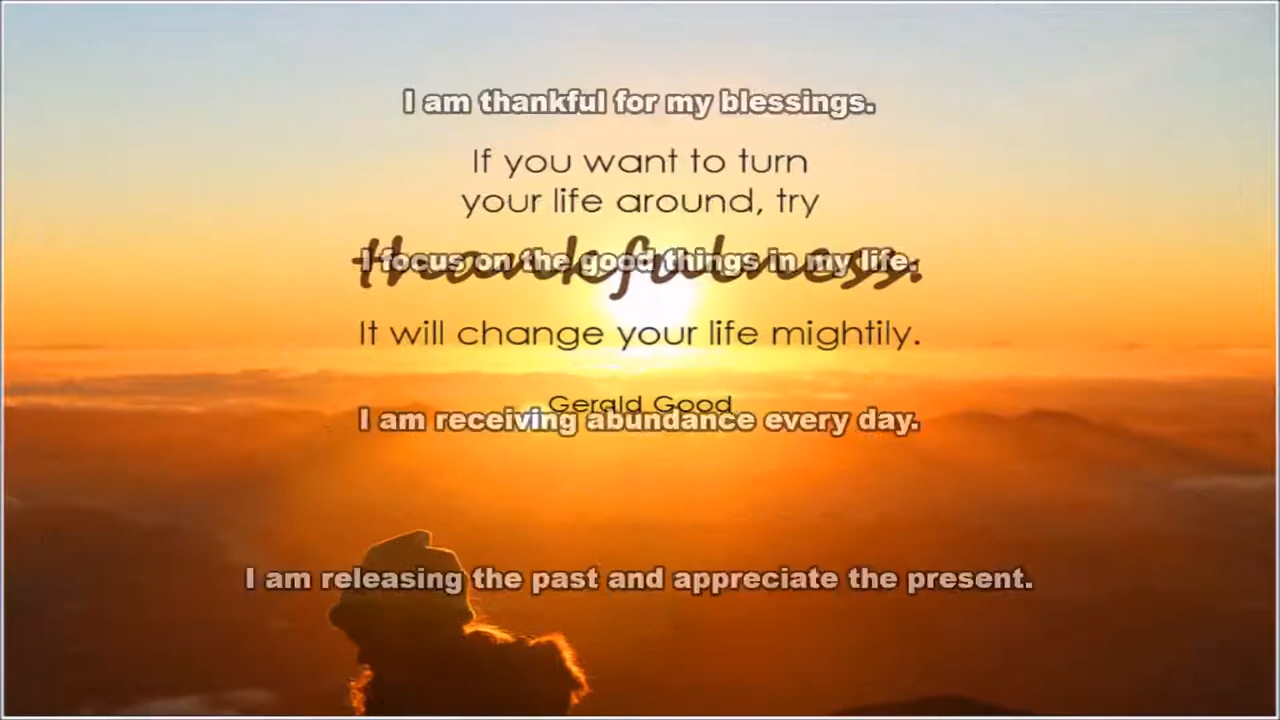 I am thankful for my blessings.
If you want to turn
your life around, try
thankfulness.
I focus on the good things in my life.
It will change your life mightily.
Gerald Good
I am receiving abundance every day.
I am releasing the past and appreciate the present.